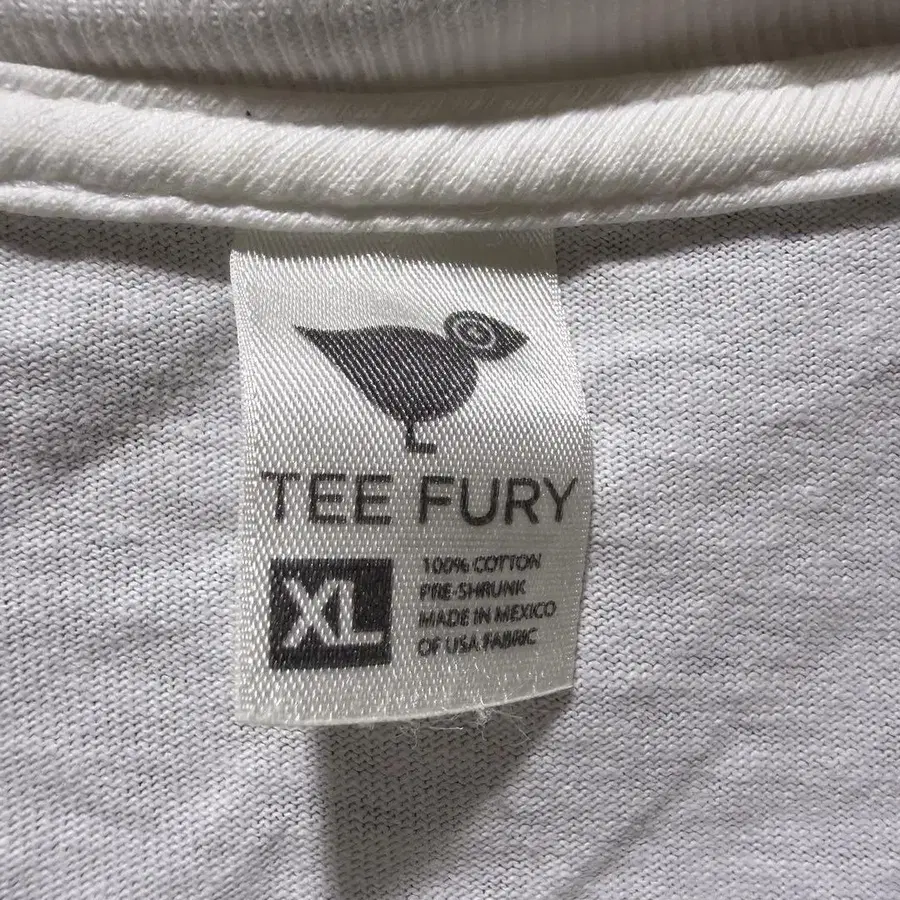 TEE FURY
XL
100% COTTON
PRE-SHRUNK
MADE IN MEXICO
OF USA FABRIC